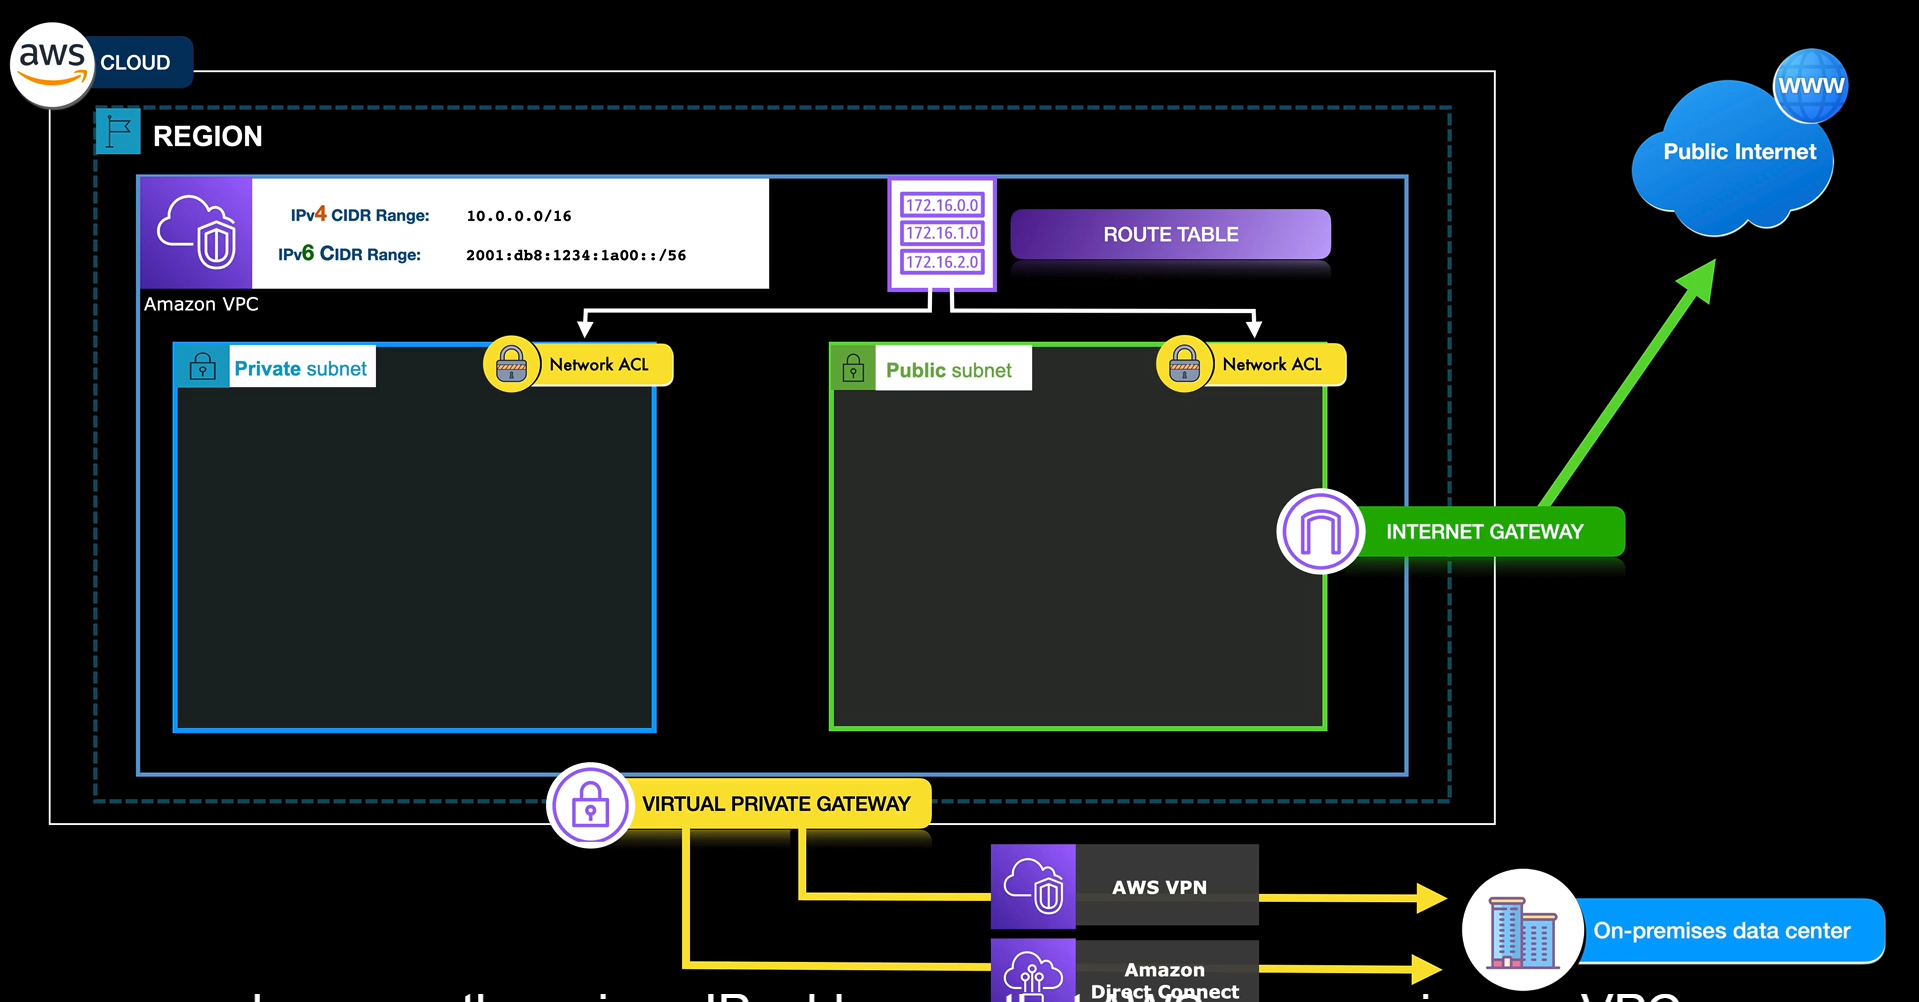 aws
CLOUD
REGION
IPv4 CIDR Range: 10.0.0.0/16
IPv6 CIDR Range: 2001:db8:1234:1a00::/56
Amazon VPC
172.16.0.0
172.16.1.0
172.16.2.0
ROUTE TABLE
WWW
Public Internet
Private subnet
Network ACL
Public subnet
Network ACL
INTERNET GATEWAY
VIRTUAL PRIVATE GATEWAY
AWS VPN
On-premises data center
Amazon
Direct Connect